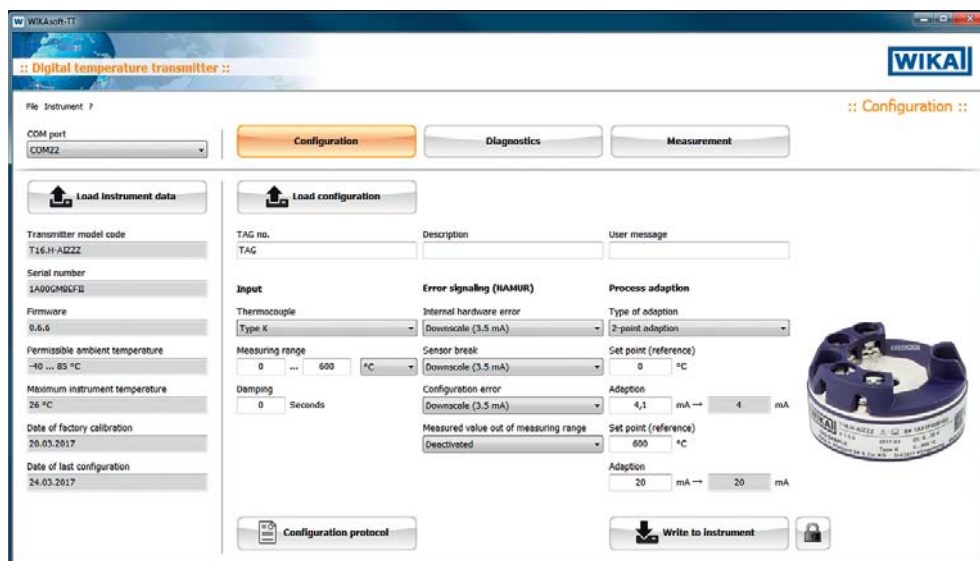 WIKAsoft-TT
:: Digital temperature transmitter ::
WIKA
File Instrument ?
:: Configuration ::
COM port
COM22
Configuration
Diagnostics
Measurement
Load instrument data
Load configuration
Transmitter model code
T16.H-AIZZZ
TAG no.
TAG
Description
User message
Serial number
Input
Error signaling (NAMUR)
Process adaption
Firmware
0.6.6
Thermocouple
Type K
Internal hardware error
Downscale (3.5 mA)
Type of adaption
2-point adaption
Permissible ambient temperature
-40 ... 85 °C
Measuring range
0 ... 600 °C
Sensor break
Downscale (3.5 mA)
Set point (reference)
0 °C
Maximum instrument temperature
26 °C
Damping
0 Seconds
Configuration error
Downscale (3.5 mA)
Adaption
4,1 mA → 4 mA
Date of factory calibration
20.03.2017
Measured value out of measuring range
Deactivated
Set point (reference)
600 °C
Date of last configuration
24.03.2017
Adaption
20 mA → 20 mA
Configuration protocol
Write to instrument
WIKA
T16.H-AIZZZ
Type K